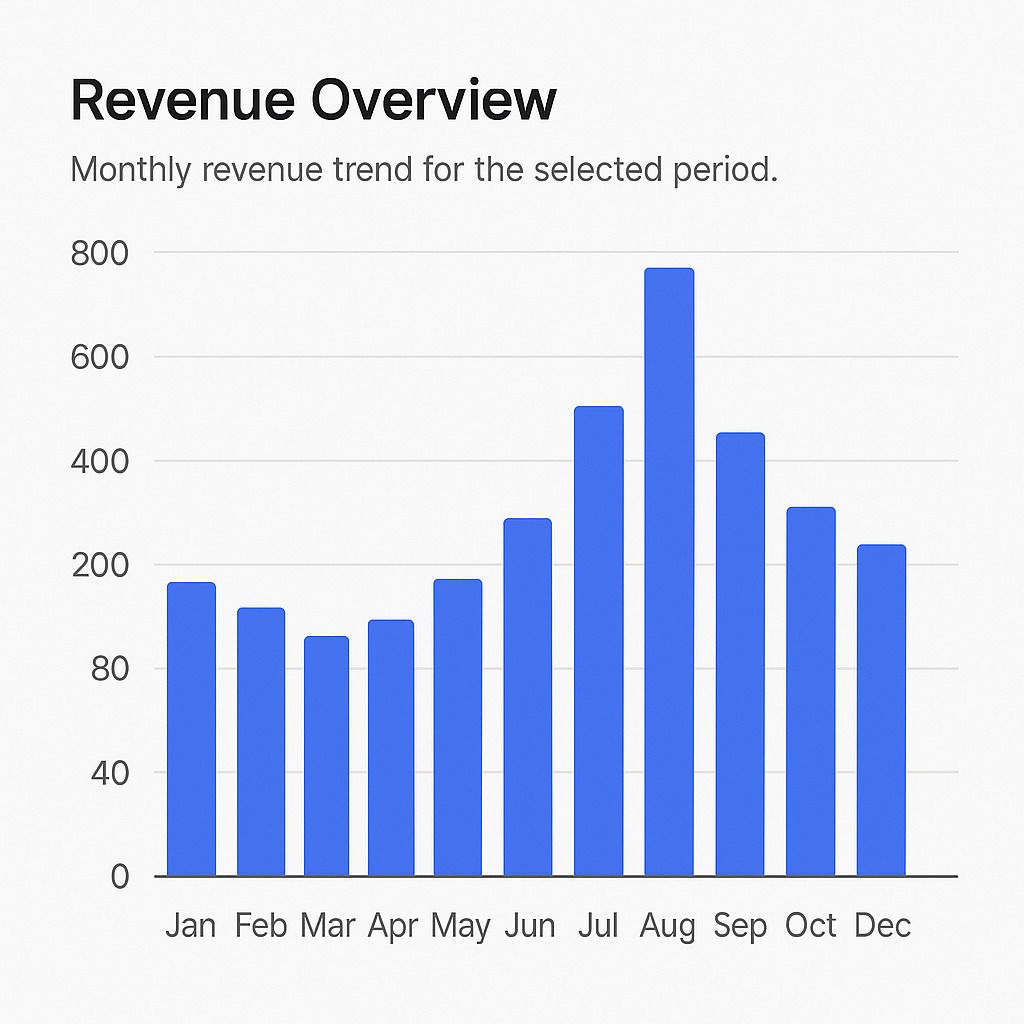 Revenue Overview
Monthly revenue trend for the selected period.
800
600
400
200
80
40
0
Jan Feb Mar Apr May Jun Jul Aug Sep Oct Dec